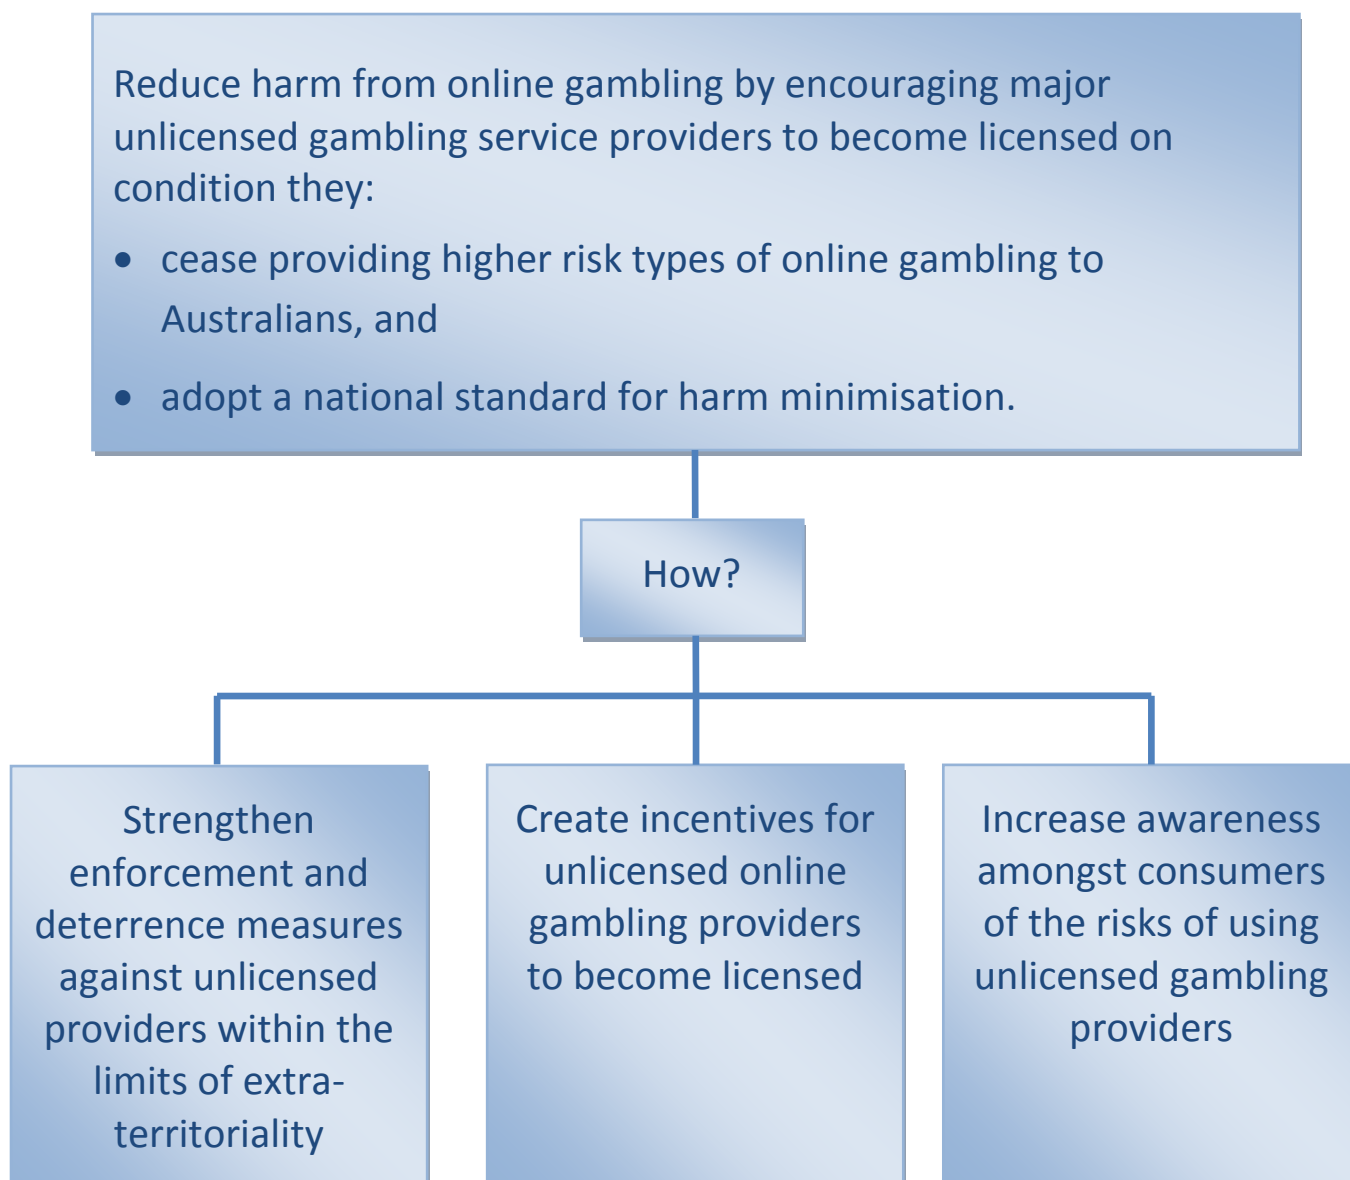 Reduce harm from online gambling by encouraging major
unlicensed gambling service providers to become licensed on
condition they:
• cease providing higher risk types of online gambling to
Australians, and
• adopt a national standard for harm minimisation.
How?
Strengthen
enforcement and
deterrence measures
against unlicensed
providers within the
limits of extra-
territoriality
Create incentives for
unlicensed online
gambling providers
to become licensed
Increase awareness
amongst consumers
of the risks of using
unlicensed gambling
providers